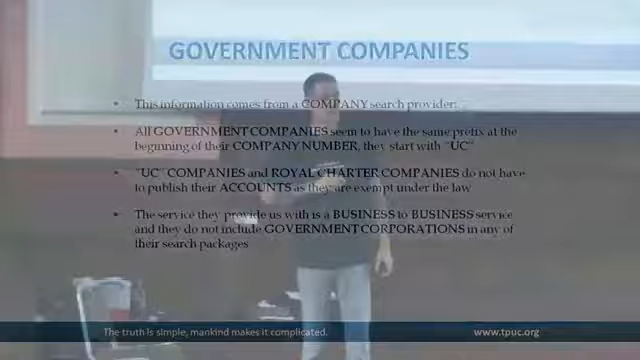 GOVERNMENT COMPANIES
• This information comes from a COMPANY search provider:
• All GOVERNMENT COMPANIES seem to have the same prefix at the
beginning of their COMPANY NUMBER, they start with "UC"
• "UC" COMPANIES and ROYAL CHARTER COMPANIES do not have
to publish their ACCOUNTS as they are exempt under the law
• The service they provide us with is a BUSINESS to BUSINESS service
and they do not include GOVERNMENT CORPORATIONS in any of
their search packages
The truth is simple, mankind makes it complicated. www.tpuc.org